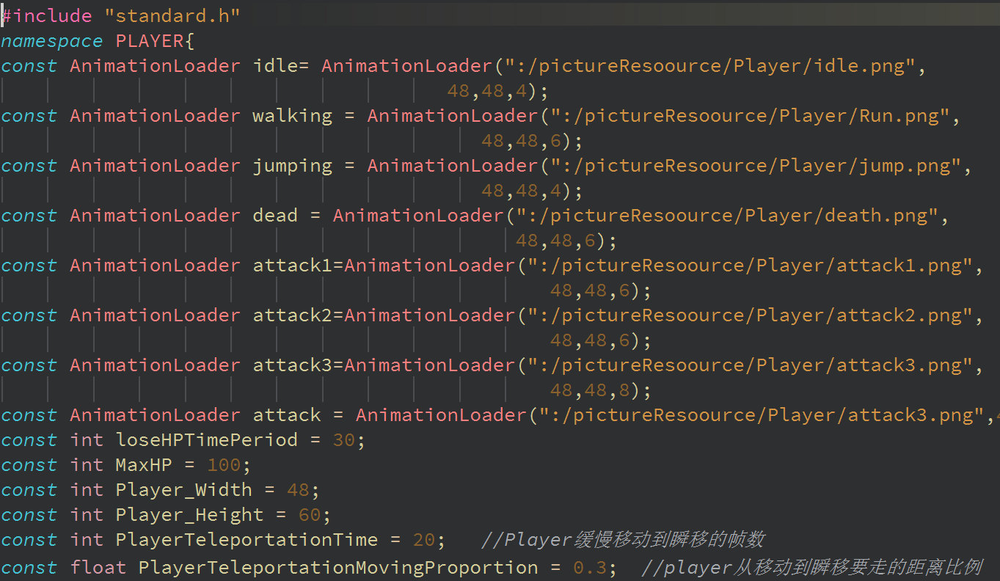 #include "standard.h"
namespace PLAYER{
const AnimationLoader idle= AnimationLoader(":/pictureResoource/Player/idle.png",
48,48,4);
const AnimationLoader walking = AnimationLoader(":/pictureResoource/Player/Run.png",
48,48,6);
const AnimationLoader jumping = AnimationLoader(":/pictureResoource/Player/jump.png",
48,48,4);
const AnimationLoader dead = AnimationLoader(":/pictureResoource/Player/death.png",
48,48,6);
const AnimationLoader attack1=AnimationLoader(":/pictureResoource/Player/attack1.png",
48,48,6);
const AnimationLoader attack2=AnimationLoader(":/pictureResoource/Player/attack2.png",
48,48,6);
const AnimationLoader attack3=AnimationLoader(":/pictureResoource/Player/attack3.png",
48,48,8);
const AnimationLoader attack = AnimationLoader(":/pictureResoource/Player/attack3.png",
const int loseHPTimePeriod = 30;
const int MaxHP = 100;
const int Player_Width = 48;
const int Player_Height = 60;
const int PlayerTeleportationTime = 20;   //Player缓慢移动到瞬移的帧数
const float PlayerTeleportationMovingProportion = 0.3;  //player从移动到瞬移要走的距离比例